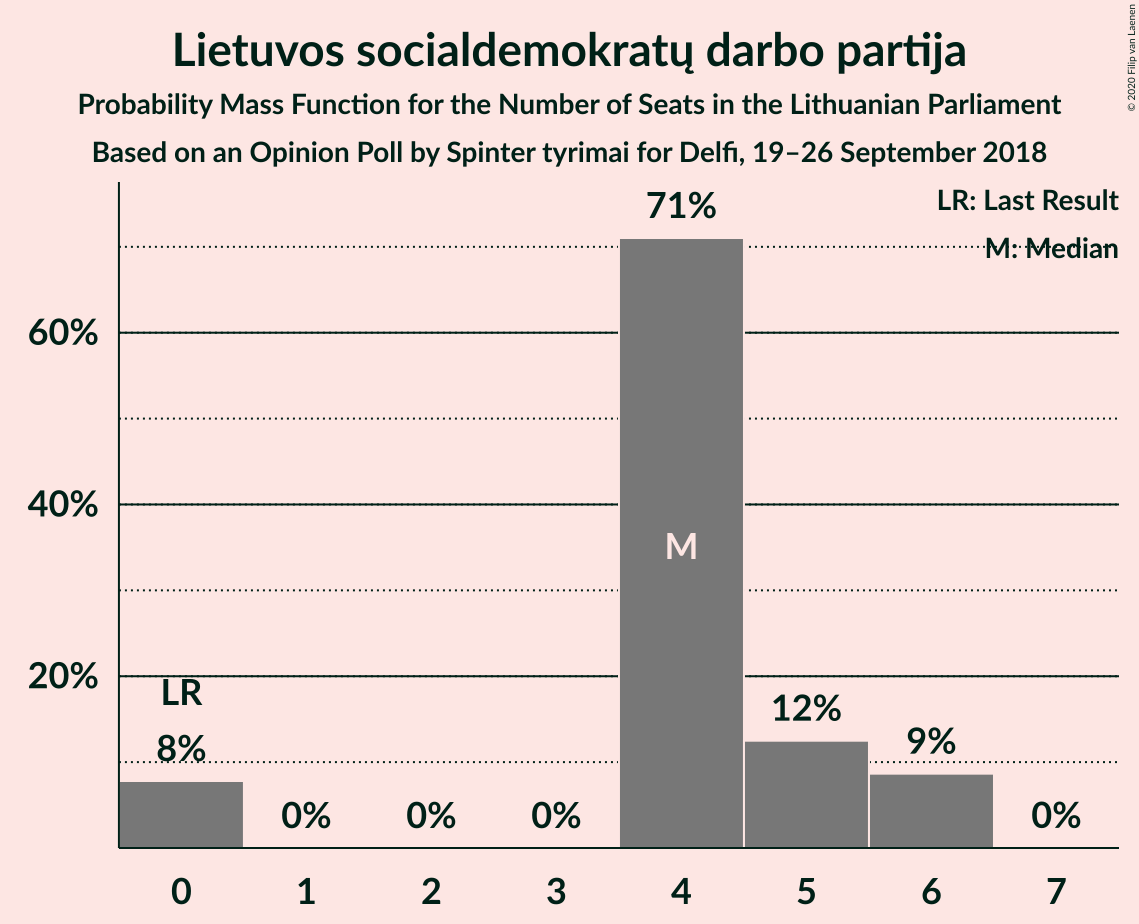 Lietuvos socialdemokratų darbo partija
Probability Mass Function for the Number of Seats in the Lithuanian Parliament
Based on an Opinion Poll by Spinter tyrimai for Delfi, 19–26 September 2018
© 2020 Filip van Laenen
LR: Last Result
M: Median
71%
60%
40%
M
20%
LR
12%
9%
8%
0%
0%
0%
0%
0 1 2 3 4 5 6 7